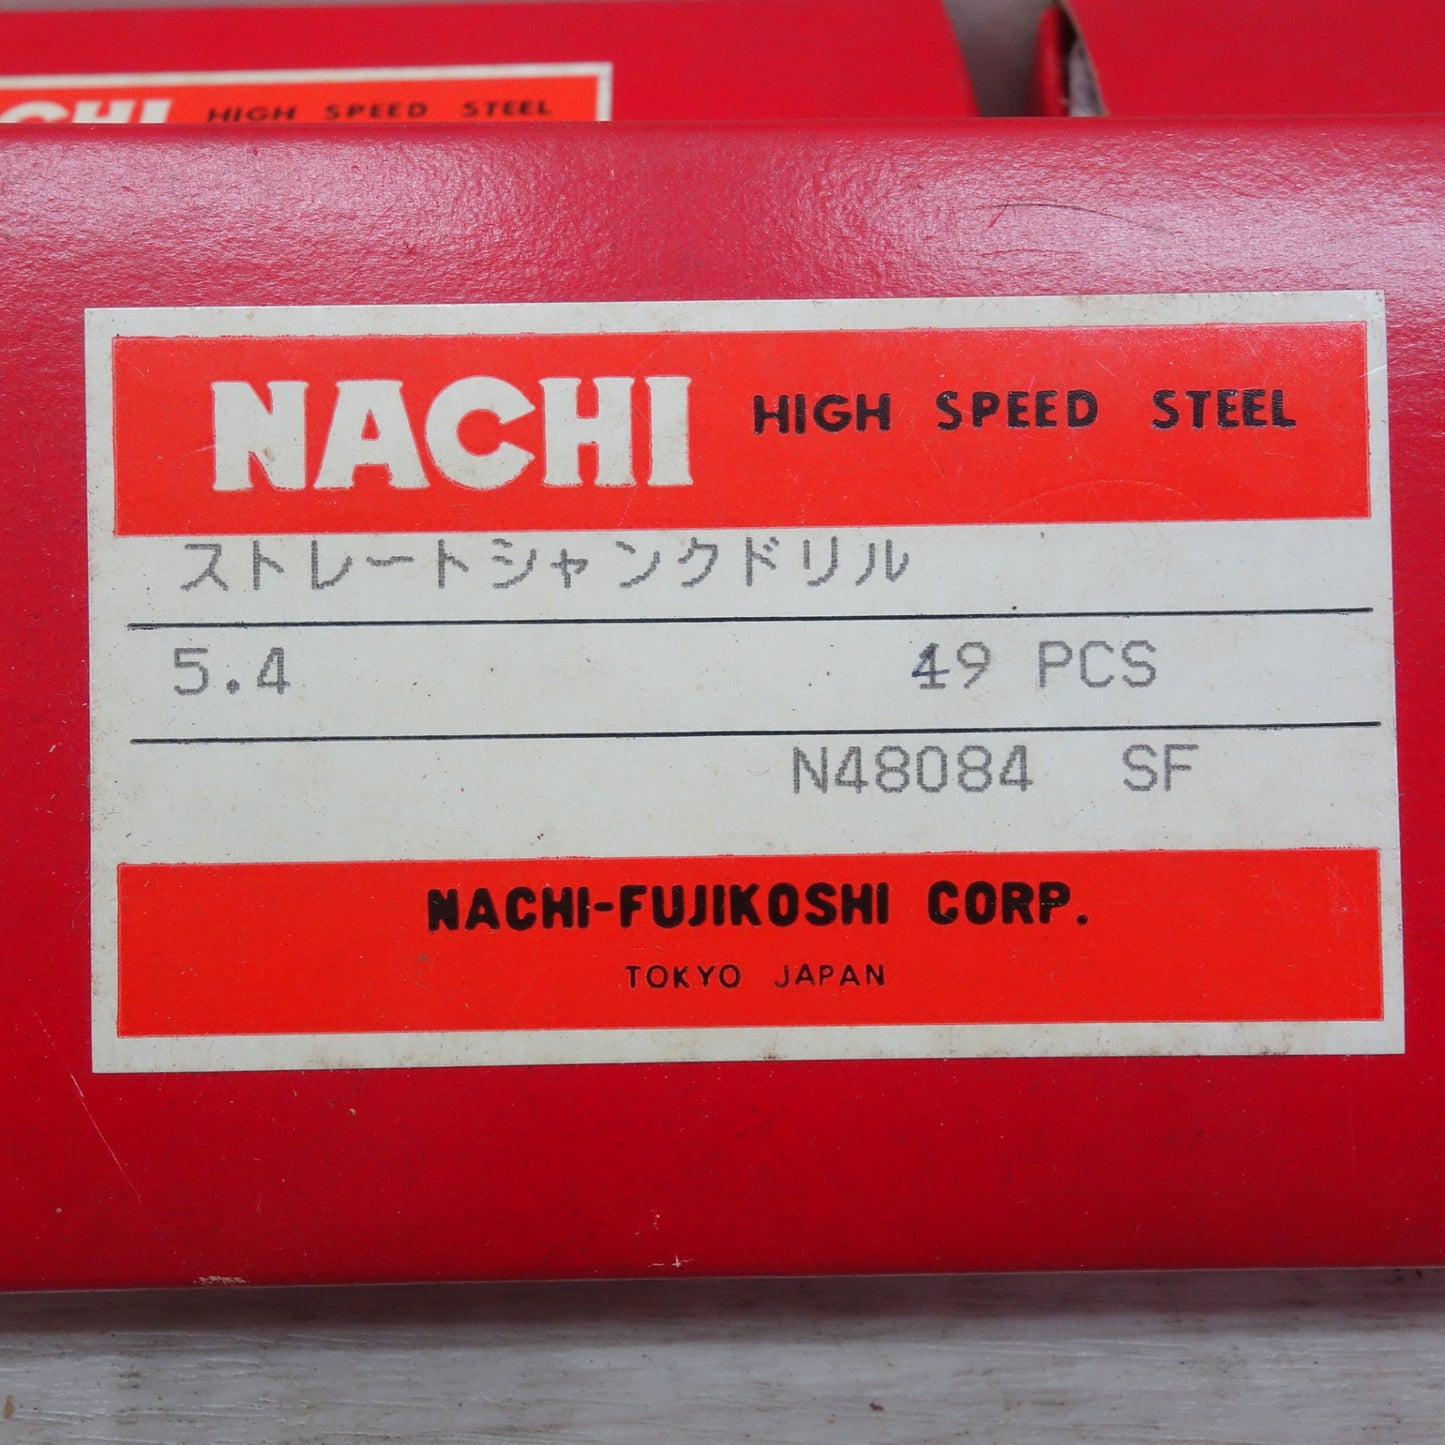 CHI HIGH SPEED STEEL
NACHI HIGH SPEED STEEL
ストレートシャンクドリル
5.4 49 PCS
N48084 SF
NACHI-FUJIKOSHI CORP.
TOKYO JAPAN